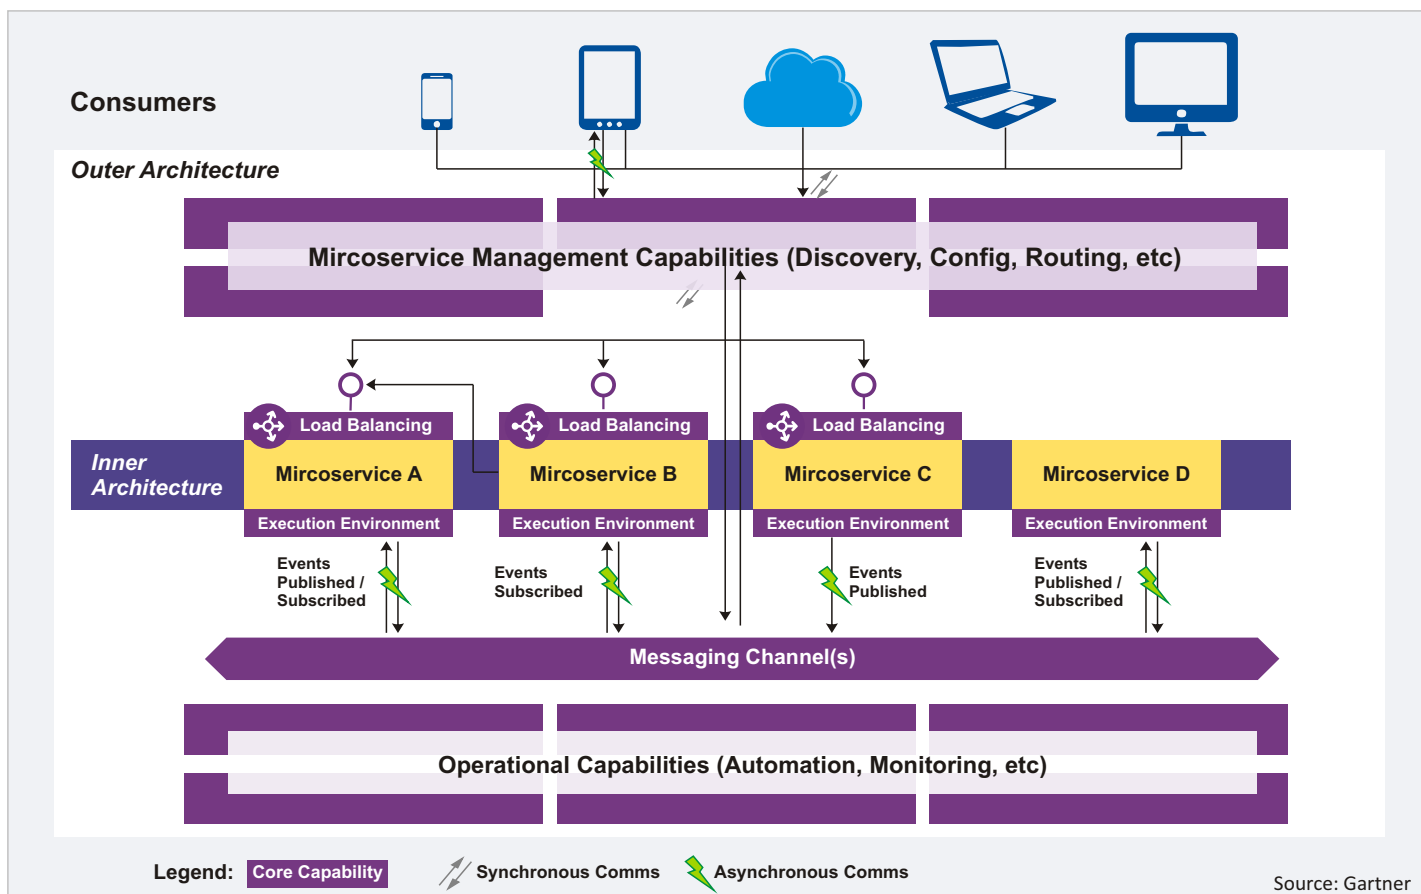 Consumers
Outer Architecture
Mircoservice Management Capabilities (Discovery, Config, Routing, etc)
Load Balancing
Load Balancing
Load Balancing
Inner
Architecture
Mircoservice A
Mircoservice B
Mircoservice C
Mircoservice D
Execution Environment
Execution Environment
Execution Environment
Execution Environment
Events
Published /
Subscribed
Events
Subscribed
Events
Published
Events
Published /
Subscribed
Messaging Channel(s)
Operational Capabilities (Automation, Monitoring, etc)
Legend: Core Capability Synchronous Comms Asynchronous Comms
Source: Gartner